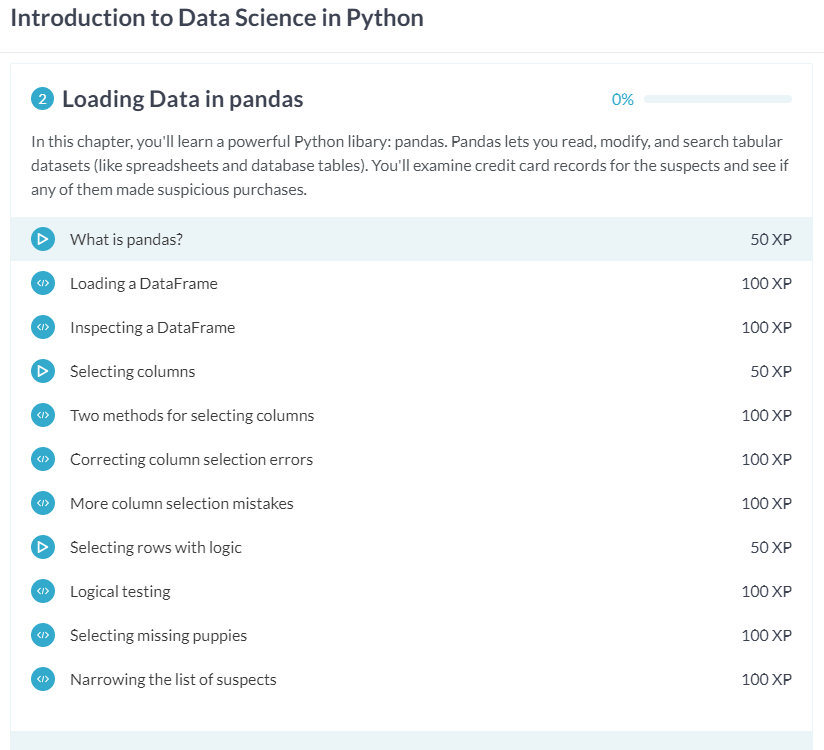 Introduction to Data Science in Python
2 Loading Data in pandas 0%
In this chapter, you'll learn a powerful Python libary: pandas. Pandas lets you read, modify, and search tabular
datasets (like spreadsheets and database tables). You'll examine credit card records for the suspects and see if
any of them made suspicious purchases.
What is pandas? 50 XP
Loading a DataFrame 100 XP
Inspecting a DataFrame 100 XP
Selecting columns 50 XP
Two methods for selecting columns 100 XP
Correcting column selection errors 100 XP
More column selection mistakes 100 XP
Selecting rows with logic 50 XP
Logical testing 100 XP
Selecting missing puppies 100 XP
Narrowing the list of suspects 100 XP